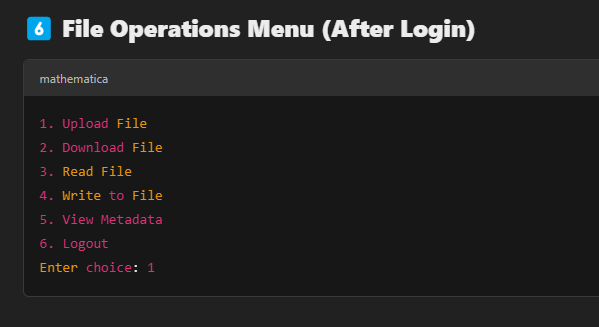 6 File Operations Menu (After Login)
mathematica
1. Upload File
2. Download File
3. Read File
4. Write to File
5. View Metadata
6. Logout
Enter choice: 1